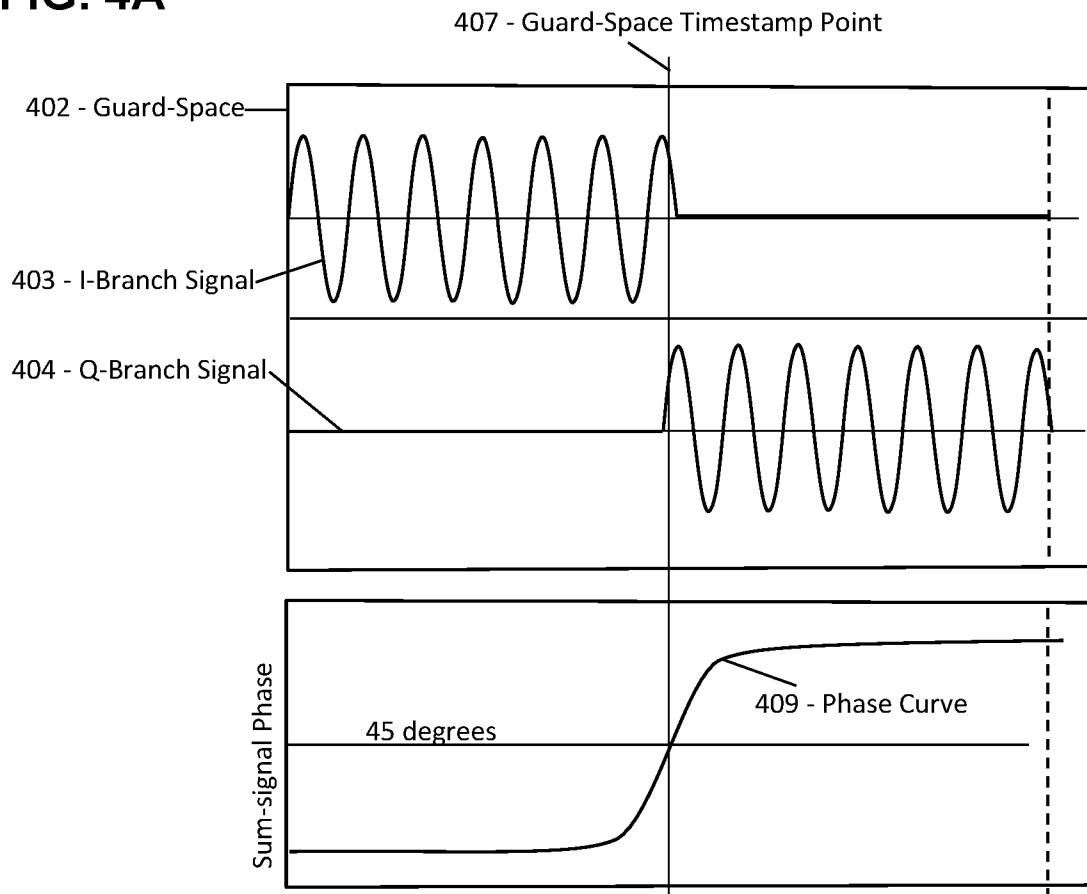 FIG. 4A
407 - Guard-Space Timestamp Point
402 - Guard-Space
403 - I-Branch Signal
404 - Q-Branch Signal
Sum-signal Phase
45 degrees
409 - Phase Curve